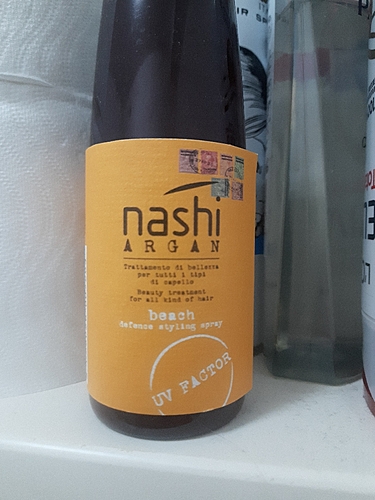 nashi
ARGAN
Trattamento di bellezza
per tutti i tipi
di capello
Beauty treatment
for all kind of hair
beach
defence styling spray
UV FACTOR